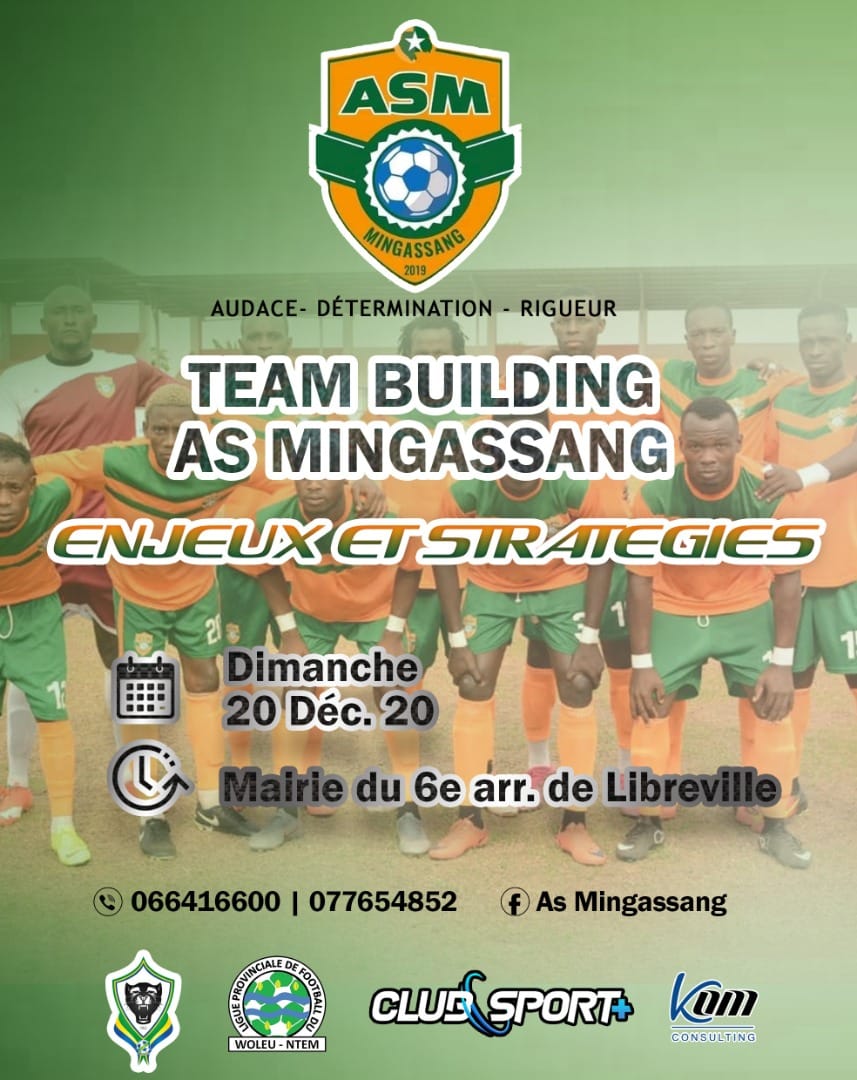 ASM
MINGASSANG
2019
AUDACE- DÉTERMINATION - RIGUEUR
TEAM BUILDING
AS MINGASSANG
ENJEUX ET STRATEGIES
Dimanche
20 Déc. 20
Mairie du 6e arr. de Libreville
066416600 | 077654852
As Mingassang
LIGUE PROVINCIALE DE FOOTBALL DU
WOLEU - NTEM
CLUB SPORT+
Kom
CONSULTING